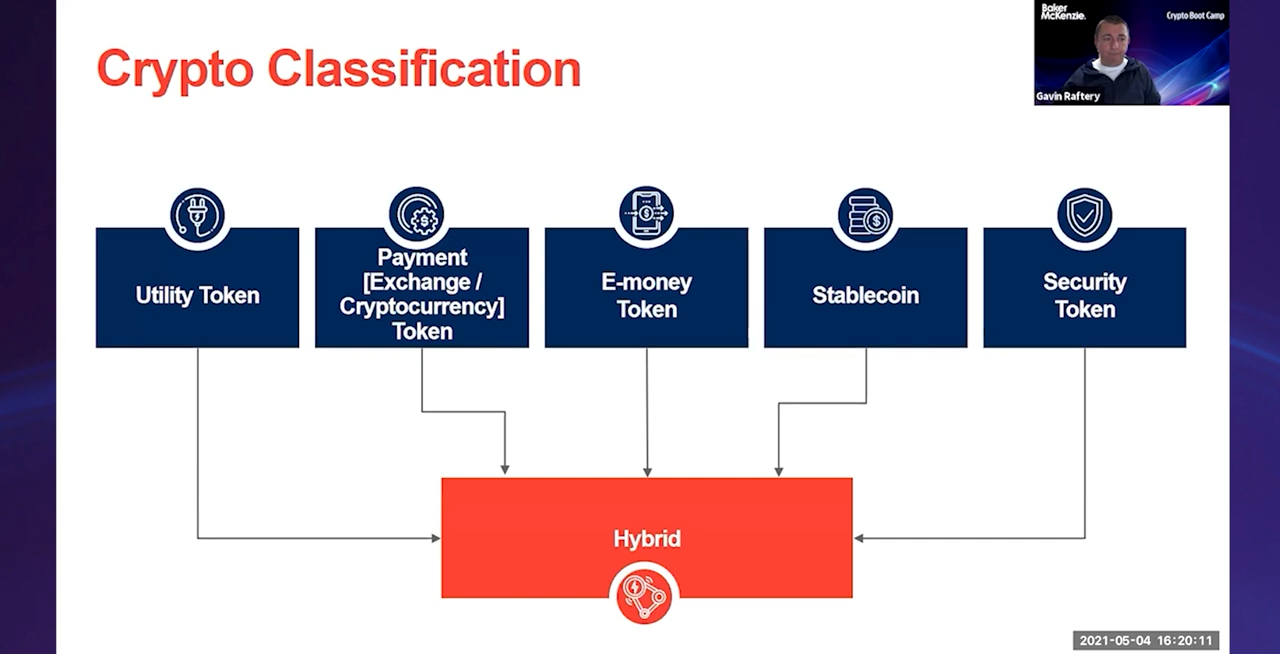 Baker
McKenzie.
Crypto Boot Camp
Gavin Raftery
Crypto Classification
Utility Token
Payment
[Exchange /
Cryptocurrency]
Token
E-money
Token
Stablecoin
Security
Token
Hybrid
2021-05-04 16:20:11